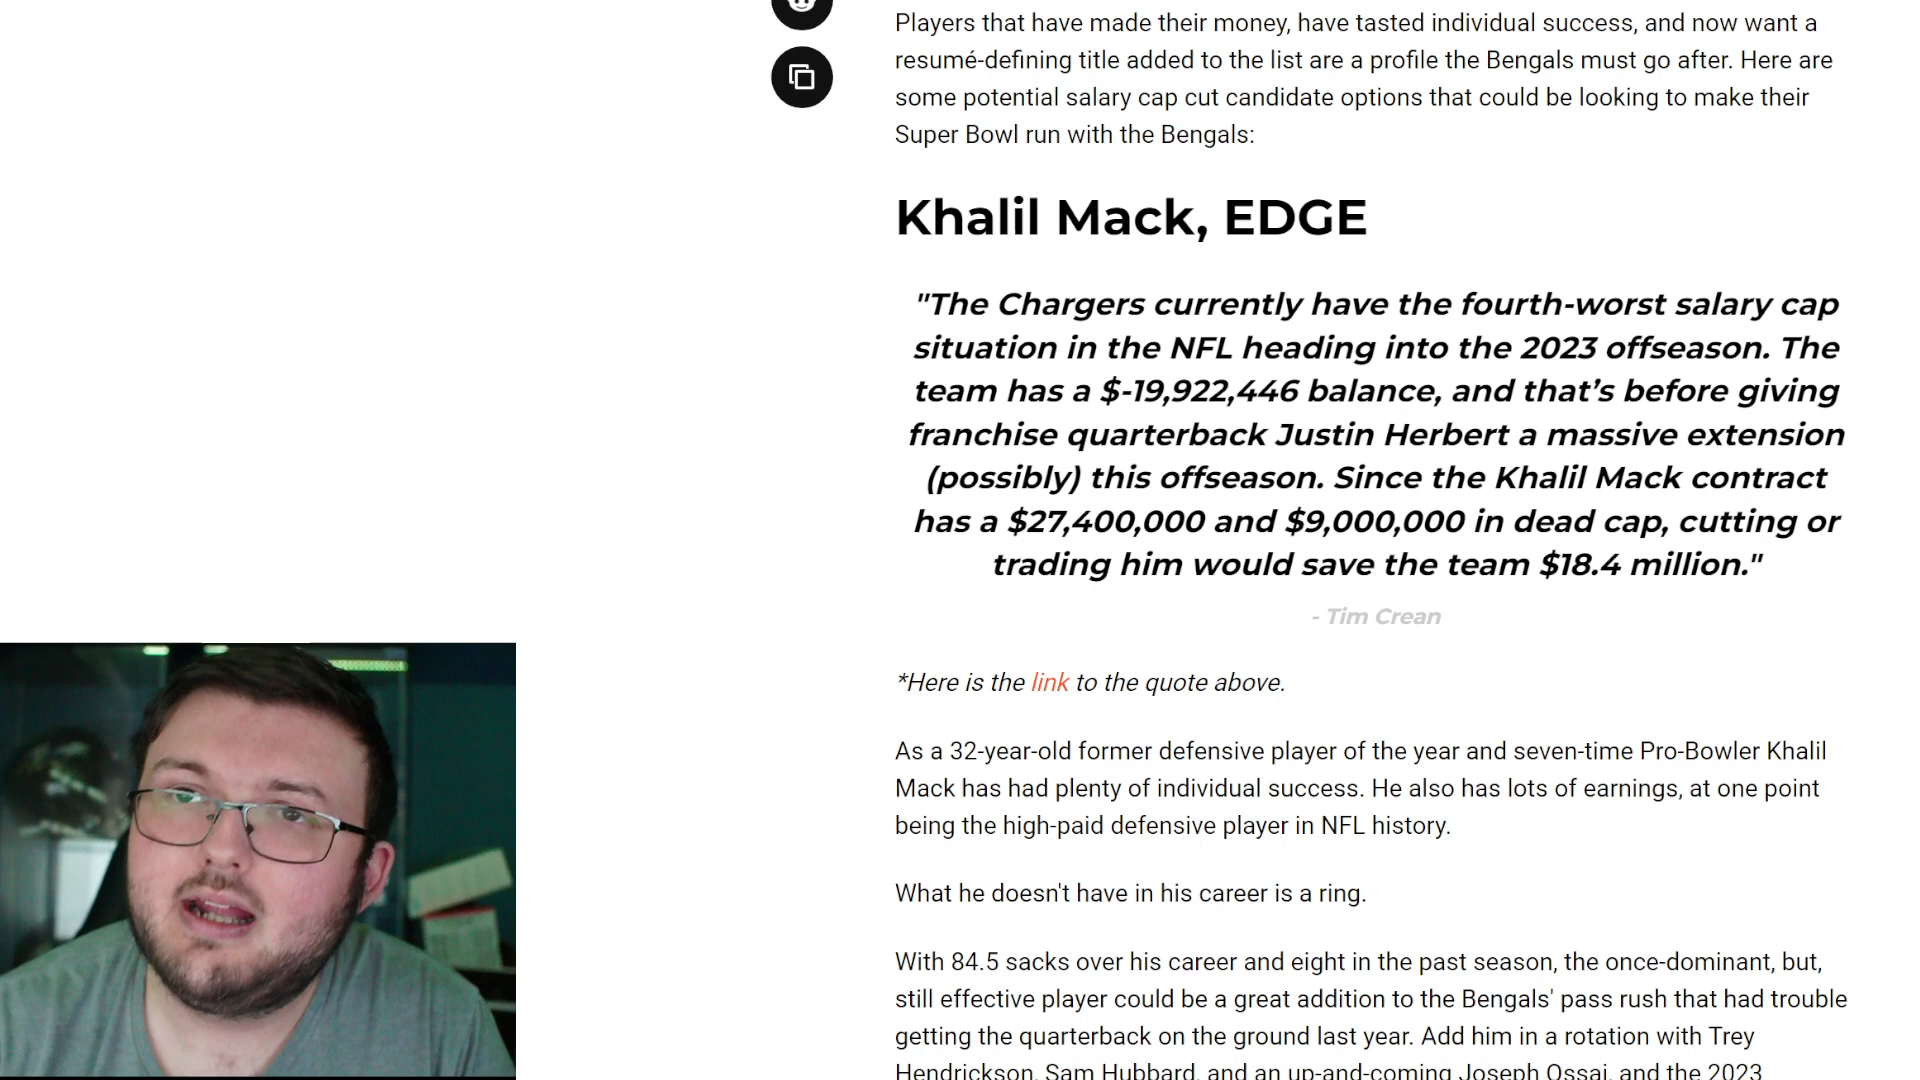 Players that have made their money, have tasted individual success, and now want a
resumé-defining title added to the list are a profile the Bengals must go after. Here are
some potential salary cap cut candidate options that could be looking to make their
Super Bowl run with the Bengals:
Khalil Mack, EDGE
"The Chargers currently have the fourth-worst salary cap
situation in the NFL heading into the 2023 offseason. The
team has a $-19,922,446 balance, and that’s before giving
franchise quarterback Justin Herbert a massive extension
(possibly) this offseason. Since the Khalil Mack contract
has a $27,400,000 and $9,000,000 in dead cap, cutting or
trading him would save the team $18.4 million."
- Tim Crean
*Here is the link to the quote above.
As a 32-year-old former defensive player of the year and seven-time Pro-Bowler Khalil
Mack has had plenty of individual success. He also has lots of earnings, at one point
being the high-paid defensive player in NFL history.
What he doesn't have in his career is a ring.
With 84.5 sacks over his career and eight in the past season, the once-dominant, but,
still effective player could be a great addition to the Bengals' pass rush that had trouble
getting the quarterback on the ground last year. Add him in a rotation with Trey
Hendrickson, Sam Hubbard, and an up-and-coming Joseph Ossai, and the 2023